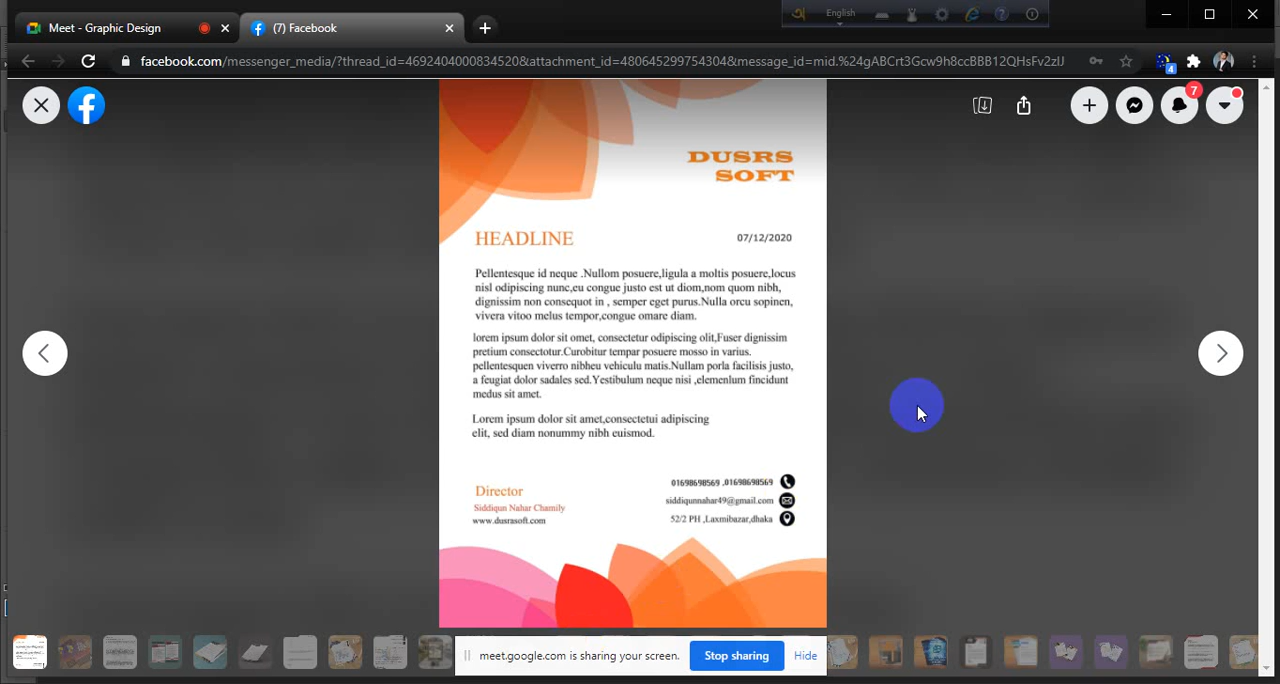 Meet - Graphic Design
(7) Facebook
English
facebook.com/messenger_media/?thread_id=4692404000834520&attachment_id=480645299754304&message_id=mid.%24gABCrt3Gcw9h8ccBBB12QHsFv2zIJ
4
7
DUSRS
SOFT
HEADLINE
07/12/2020
Pellentesque id neque .Nullom posuere,ligula a moltis posuere,locus
nisl odipiscing nunc,eu congue justo est ut diom,nom quom nibh,
dignissim non consequot in , semper eget purus.Nulla orcu sopinen,
vivera vitoo melus tempor,congue omare diam.
lorem ipsum dolor sit omet, consectetur odipiscing olit,Fuser dignissim
pretium consectotur.Curobitur tempar posuere mosso in varius.
pellentesquen viverro nibheu vehiculu matis.Nullam porla facilisis justo,
a feugiat dolor sadales sed.Yestibulum neque nisi ,elemenlum fincidunt
medus sit amet.
Lorem ipsum dolor sit amet,consectetui adipiscing
elit, sed diam nonummy nibh euismod.
Director
Siddiqun Nahar Chamily
www.dusrasoft.com
01698698569 ,01698698569
siddiqunnahar49@gmail.com
52/2 PH ,Laxmibazar,dhaka
meet.google.com is sharing your screen.
Stop sharing
Hide